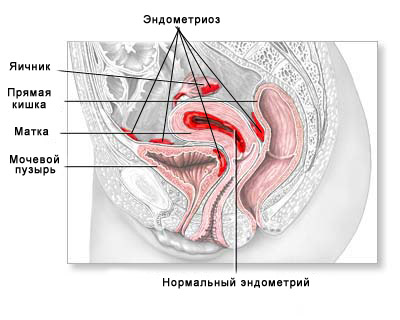 Эндометриоз
Яичник
Прямая
кишка
Матка
Мочевой
пузырь
Нормальный эндометрий